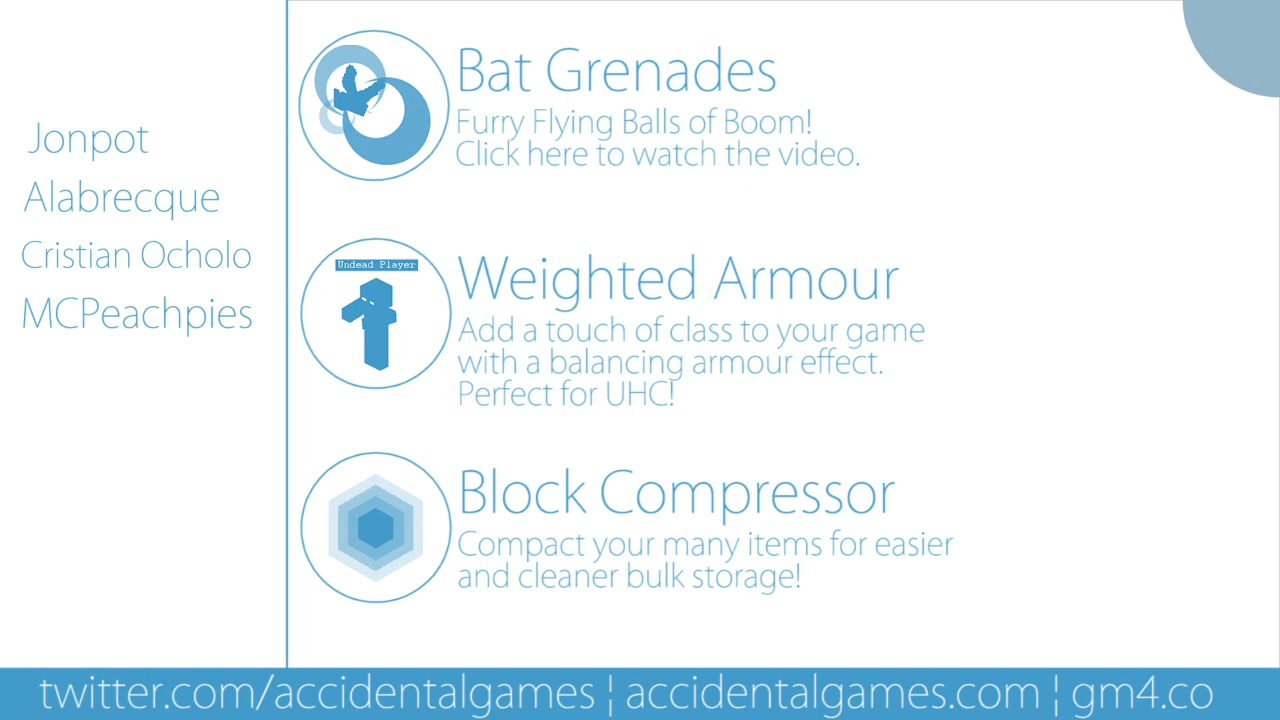 Jonpot
Alabrecque
Cristian Ocholo
MCPeachpies
Bat Grenades
Furry Flying Balls of Boom!
Click here to watch the video.
Undead Player
Weighted Armour
Add a touch of class to your game
with a balancing armour effect.
Perfect for UHC!
Block Compressor
Compact your many items for easier
and cleaner bulk storage!
twitter.com/accidentalgames ¦ accidentalgames.com ¦ gm4.co